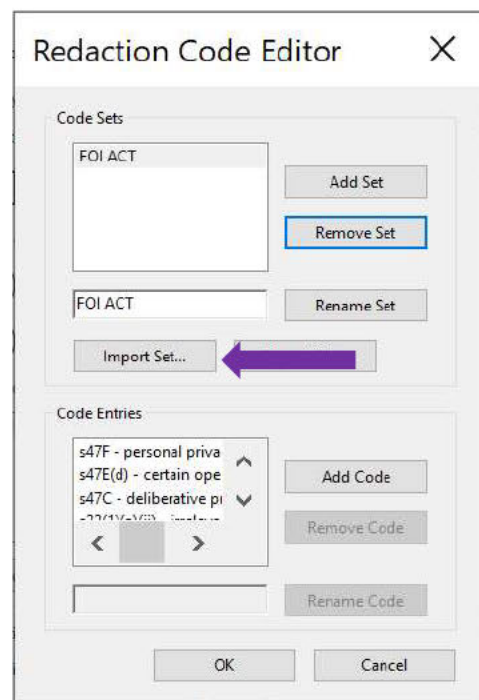 Redaction Code Editor
Code Sets
FOI ACT
Add Set
Remove Set
FOI ACT
Rename Set
Import Set...
Code Entries
s47F - personal priva
s47E(d) - certain ope
s47C - deliberative p
Add Code
Remove Code
Rename Code
OK
Cancel